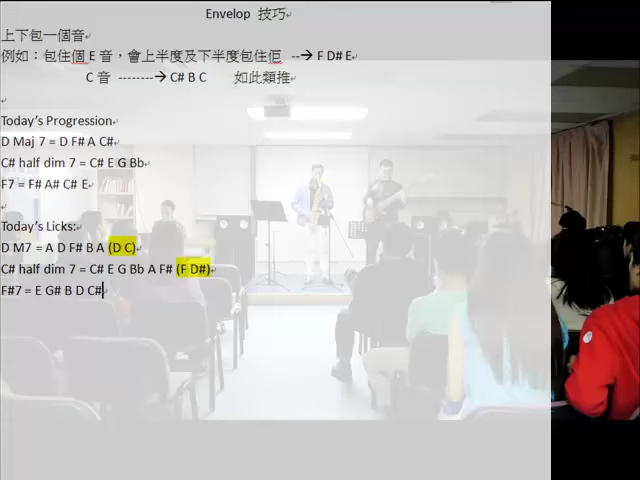 Envelop 技巧
上下包一個音
例如：包住個 E 音，會上半度及下半度包住佢 --→ F D# E
C 音 --------→ C# B C 如此類推
Today's Progression
D Maj 7 = D F# A C#
C# half dim 7 = C# E G Bb
F7 = F# A# C# E
Today's Licks:
D M7 = A D F# B A (D C)
C# half dim 7 = C# E G Bb A F# (F D#)
F#7 = E G# B D C#